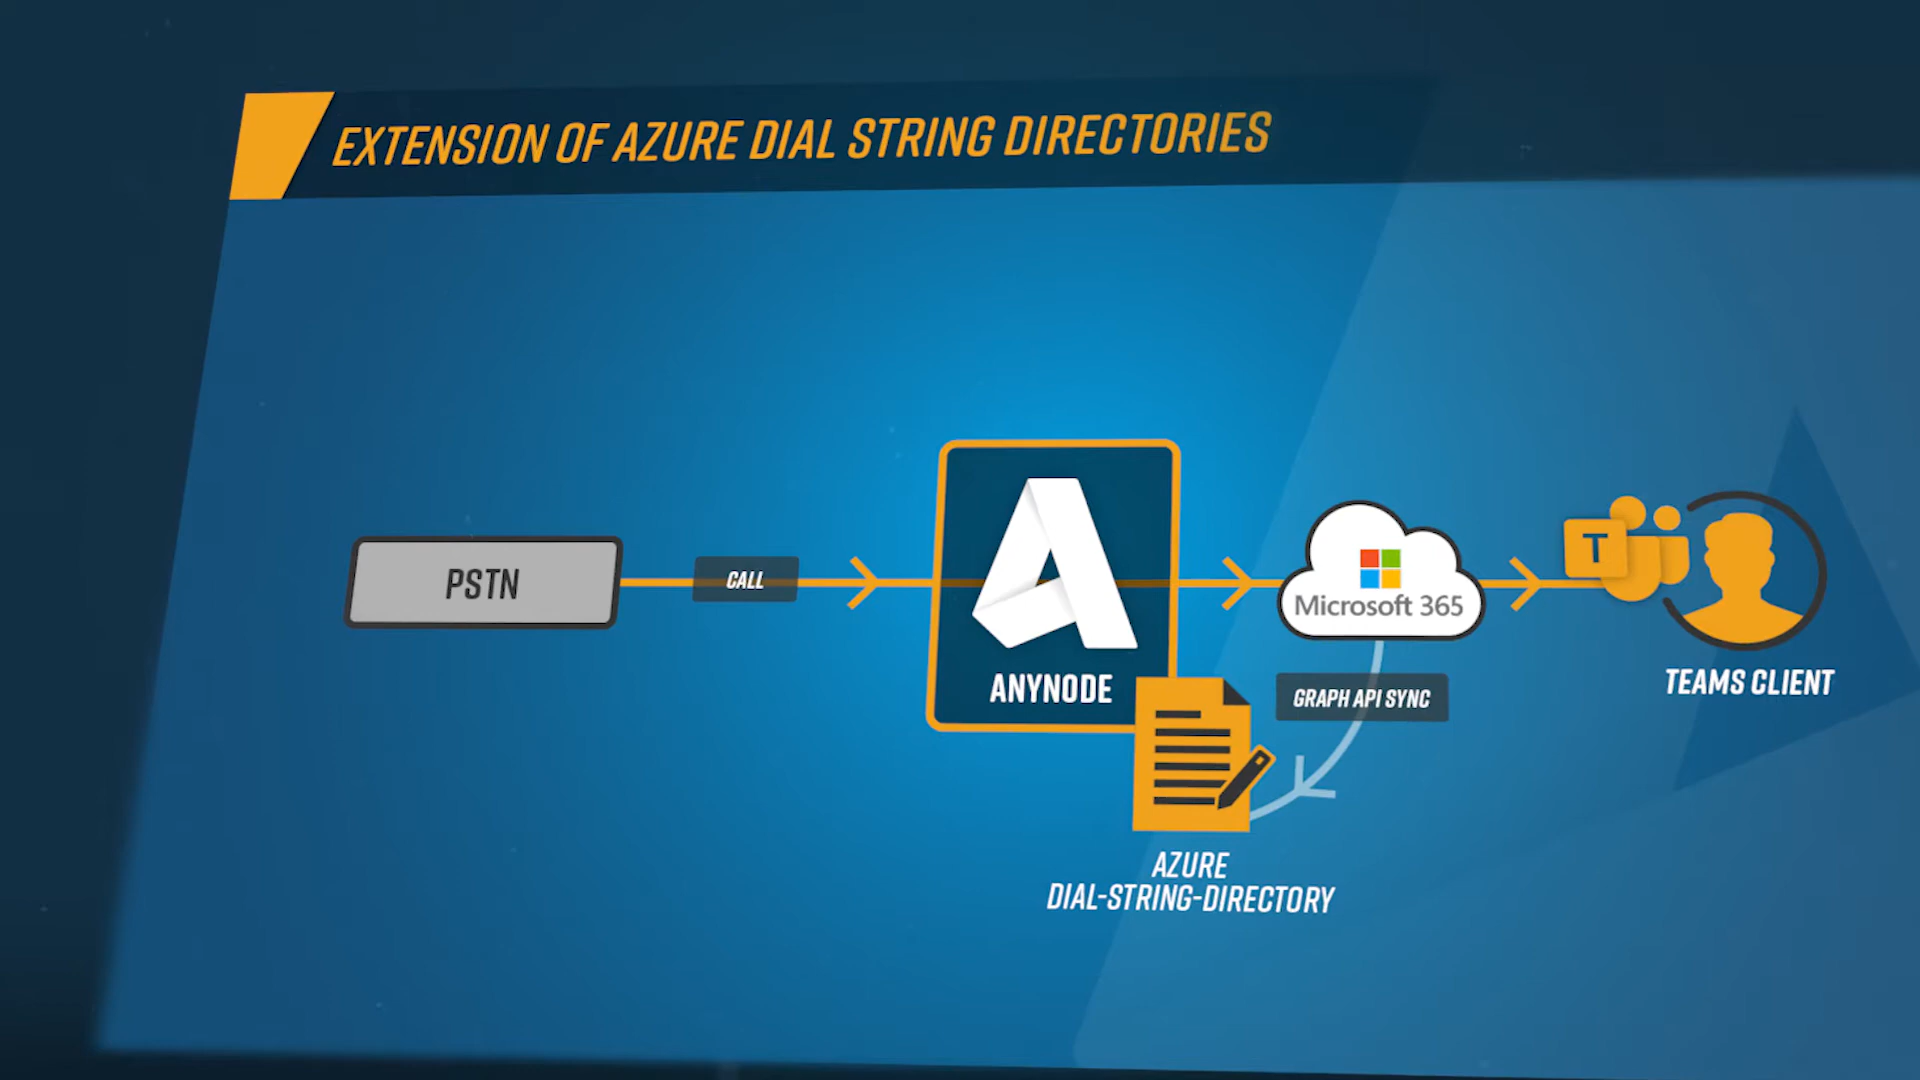 EXTENSION OF AZURE DIAL STRING DIRECTORIES
PSTN
CALL
ANYNODE
Microsoft 365
T
TEAMS CLIENT
GRAPH API SYNC
AZURE
DIAL-STRING-DIRECTORY